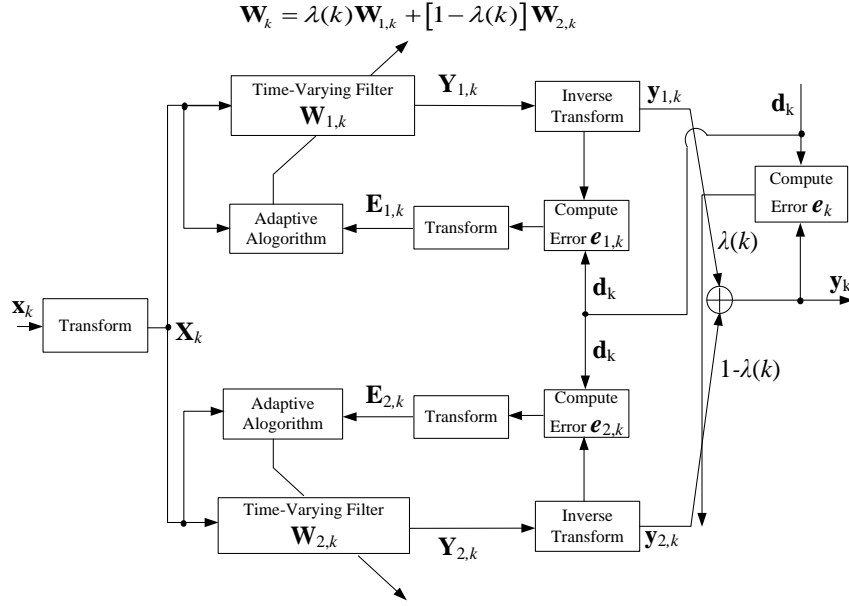 W_k = λ(k)W_{1,k} + [1 − λ(k)]W_{2,k}
Time-Varying Filter
W_{1,k}
Y_{1,k}
Inverse
Transform
y_{1,k}
d_k
Compute
Error e_k
Adaptive
Alogorithm
E_{1,k}
Transform
Compute
Error e_{1,k}
λ(k)
d_k
x_k
Transform
X_k
y_k
d_k
1-λ(k)
Adaptive
Alogorithm
E_{2,k}
Transform
Compute
Error e_{2,k}
Time-Varying Filter
W_{2,k}
Y_{2,k}
Inverse
Transform
y_{2,k}